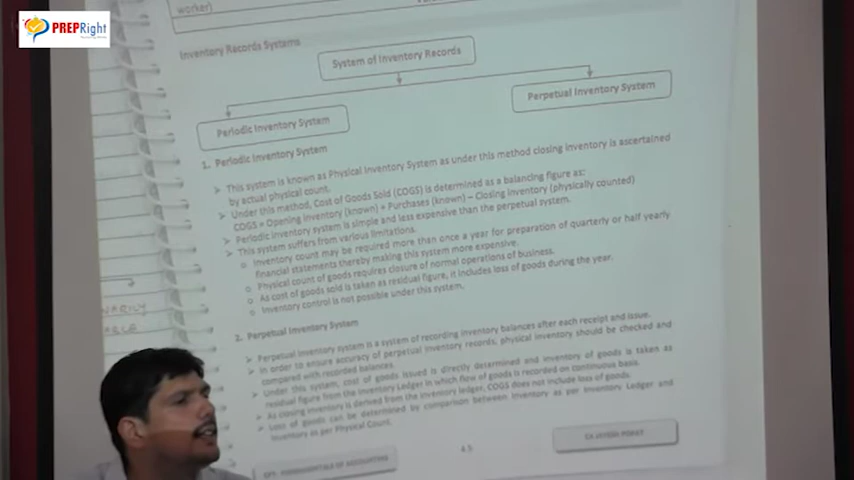 PREPRight
worker)
Inventory Records Systems
System of Inventory Records
Periodic Inventory System
Perpetual Inventory System
1. Periodic Inventory System
➢ This system is known as Physical Inventory System as under this method closing inventory is ascertained
by actual physical count.
➢ Under this method, Cost of Goods Sold (COGS) is determined as a balancing figure as:
COGS = Opening Inventory (known) + Purchases (known) – Closing Inventory (physically counted)
➢ Periodic inventory system is simple and less expensive than the perpetual system.
➢ This system suffers from various limitations.
o Inventory count may be required more than once a year for preparation of quarterly or half yearly
financial statements thereby making this system more expensive.
o Physical count of goods requires closure of normal operations of business.
o As cost of goods sold is taken as residual figure, it includes loss of goods during the year.
o Inventory control is not possible under this system.
2. Perpetual Inventory System
➢ Perpetual inventory system is a system of recording inventory balances after each receipt and issue.
➢ In order to ensure accuracy of perpetual inventory records, physical inventory should be checked and
compared with recorded balances.
➢ Under this system, cost of goods issued is directly determined and inventory of goods is taken as
residual figure from the inventory Ledger in which flow of goods is recorded on continuous basis.
➢ As closing inventory is derived from the inventory ledger, COGS does not include loss of goods.
➢ Loss of goods can be determined by comparison between inventory as per Inventory Ledger and
inventory as per Physical Count.
CPT- FUNDAMENTALS OF ACCOUNTING
4.5